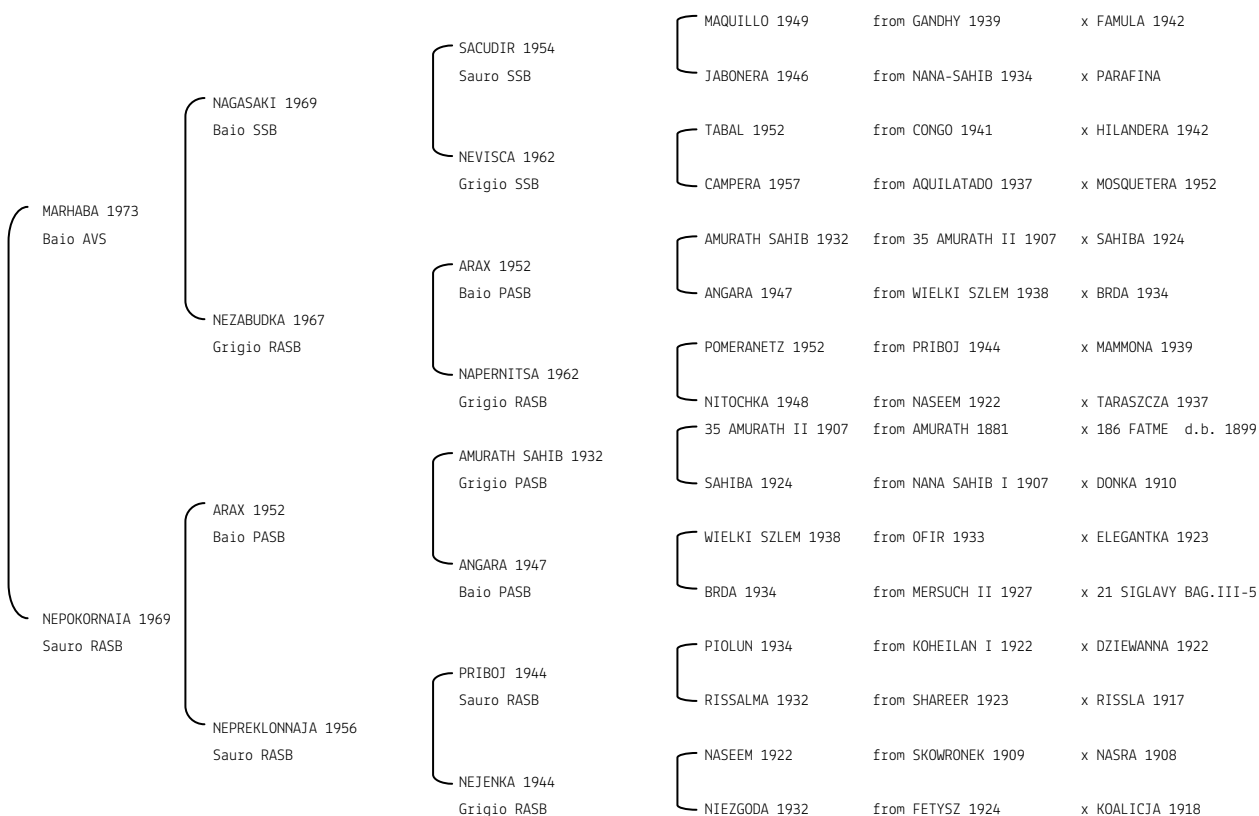 MAQUILLO 1949 from GANDHY 1939 x FAMULA 1942
SACUDIR 1954
Sauro SSB
JABONERA 1946 from NANA-SAHIB 1934 x PARAFINA
NAGASAKI 1969
Baio SSB
TABAL 1952 from CONGO 1941 x HILANDERA 1942
NEVISCA 1962
Grigio SSB
CAMPERA 1957 from AQUILATADO 1937 x MOSQUETERA 1952
MARHABA 1973
Baio AVS
AMURATH SAHIB 1932 from 35 AMURATH II 1907 x SAHIBA 1924
ARAX 1952
Baio PASB
ANGARA 1947 from WIELKI SZLEM 1938 x BRDA 1934
NEZABUDKA 1967
Grigio RASB
POMERANETZ 1952 from PRIBOJ 1944 x MAMMONA 1939
NAPERNITSA 1962
Grigio RASB
NITOCHKA 1948 from NASEEM 1922 x TARASZCZA 1937
35 AMURATH II 1907 from AMURATH 1881 x 186 FATME d.b. 1899
AMURATH SAHIB 1932
Grigio PASB
SAHIBA 1924 from NANA SAHIB I 1907 x DONKA 1910
ARAX 1952
Baio PASB
WIELKI SZLEM 1938 from OFIR 1933 x ELEGANTKA 1923
ANGARA 1947
Baio PASB
BRDA 1934 from MERSUCH II 1927 x 21 SIGLAVY BAG.III-5
NEPOKORNAIA 1969
Sauro RASB
PIOLUN 1934 from KOHEILAN I 1922 x DZIEWANNA 1922
PRIBOJ 1944
Sauro RASB
RISSALMA 1932 from SHAREER 1923 x RISSLA 1917
NEPREKLONNAJA 1956
Sauro RASB
NASEEM 1922 from SKOWRONEK 1909 x NASRA 1908
NEJENKA 1944
Grigio RASB
NIEZGODA 1932 from FETYSZ 1924 x KOALICJA 1918